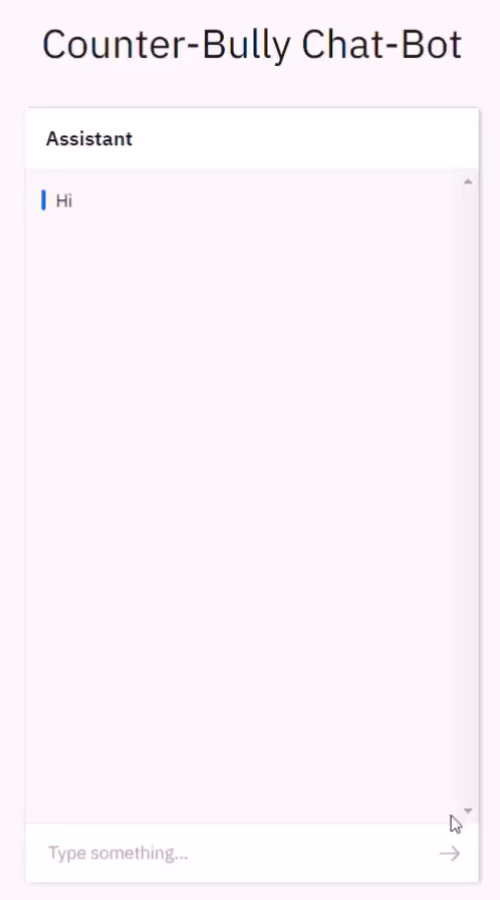 Counter-Bully Chat-Bot
Assistant
Hi
Type something...